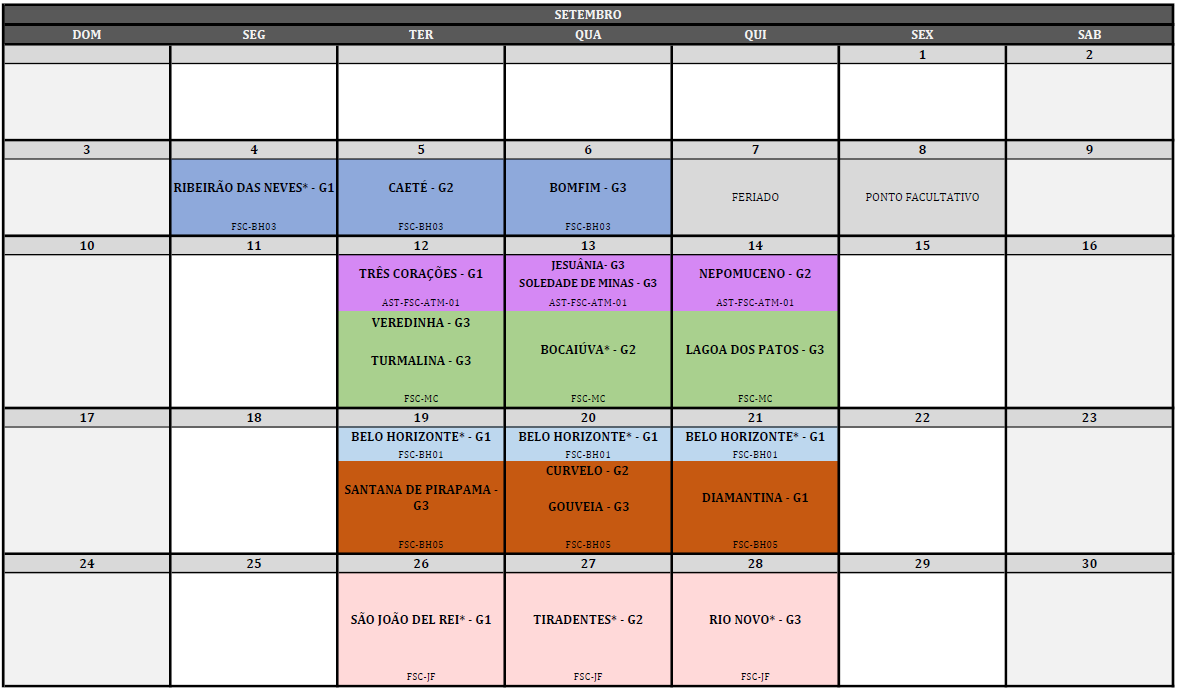 SETEMBRO
DOM SEG TER QUA QUI SEX SAB
1 2
3 4 5 6 7 8 9
RIBEIRÃO DAS NEVES* - G1 CAETÉ - G2 BOMFIM - G3 FERIADO PONTO FACULTATIVO
FSC-BH03 FSC-BH03 FSC-BH03
10 11 12 13 14 15 16
TRÊS CORAÇÕES - G1 JESUÂNIA- G3 NEPOMUCENO - G2
SOLEDADE DE MINAS - G3
AST-FSC-ATM-01 AST-FSC-ATM-01 AST-FSC-ATM-01
VEREDINHA - G3 BOCAIÚVA* - G2 LAGOA DOS PATOS - G3
TURMALINA - G3
FSC-MC FSC-MC FSC-MC
17 18 19 20 21 22 23
BELO HORIZONTE* - G1 BELO HORIZONTE* - G1 BELO HORIZONTE* - G1
FSC-BH01 FSC-BH01 FSC-BH01
SANTANA DE PIRAPAMA - CURVELO - G2 DIAMANTINA - G1
G3 GOUVEIA - G3
FSC-BH05 FSC-BH05 FSC-BH05
24 25 26 27 28 29 30
SÃO JOÃO DEL REI* - G1 TIRADENTES* - G2 RIO NOVO* - G3
FSC-JF FSC-JF FSC-JF